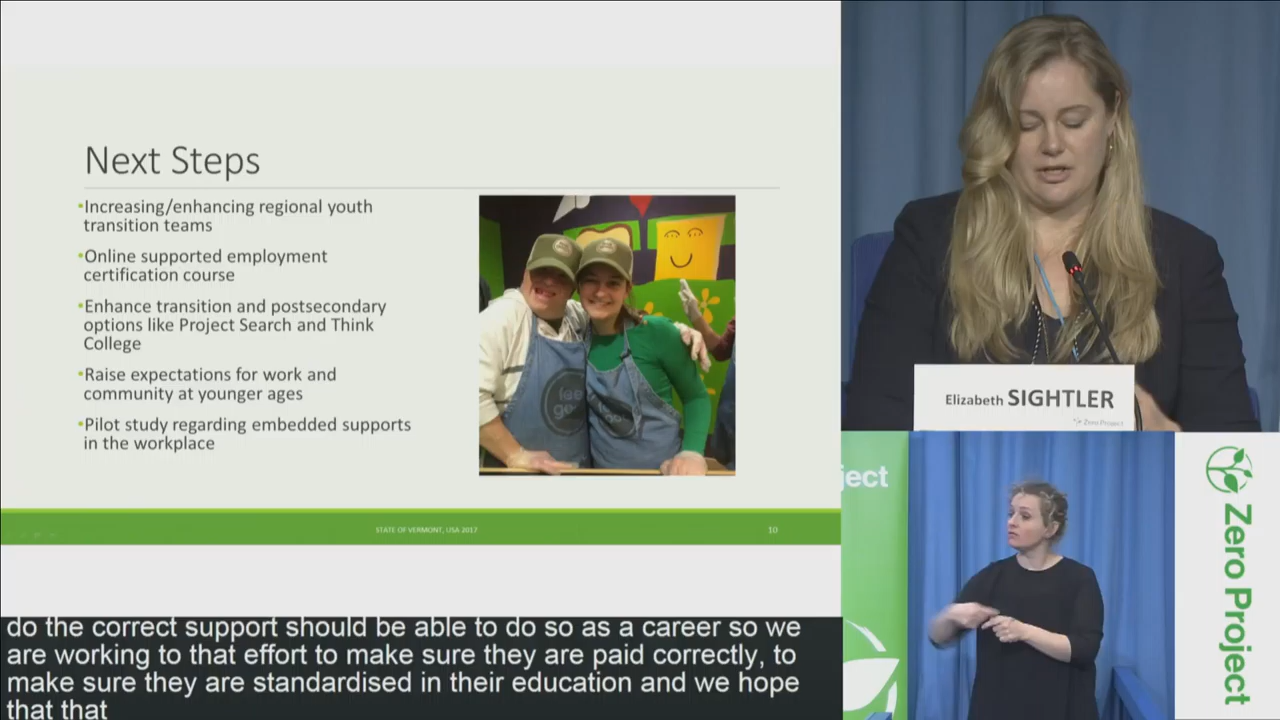 Next Steps
•Increasing/enhancing regional youth
transition teams
•Online supported employment
certification course
•Enhance transition and postsecondary
options like Project Search and Think
College
•Raise expectations for work and
community at younger ages
•Pilot study regarding embedded supports
in the workplace
STATE OF VERMONT, USA 2017
10
Elizabeth SIGHTLER
Zero Project
ject
Zero Project
do the correct support should be able to do so as a career so we
are working to that effort to make sure they are paid correctly, to
make sure they are standardised in their education and we hope
that that